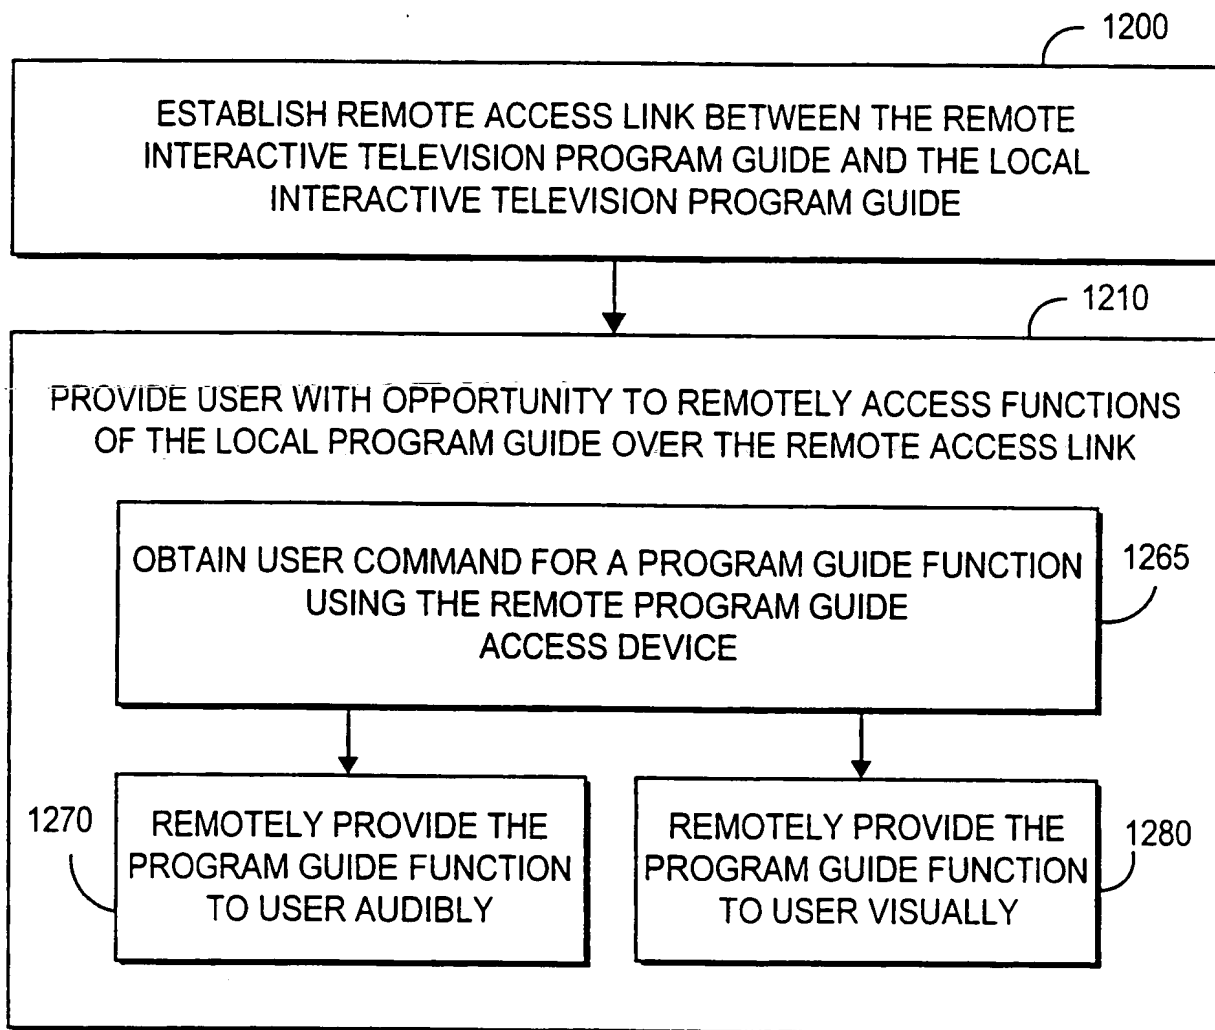 1200
ESTABLISH REMOTE ACCESS LINK BETWEEN THE REMOTE
INTERACTIVE TELEVISION PROGRAM GUIDE AND THE LOCAL
INTERACTIVE TELEVISION PROGRAM GUIDE
1210
PROVIDE USER WITH OPPORTUNITY TO REMOTELY ACCESS FUNCTIONS
OF THE LOCAL PROGRAM GUIDE OVER THE REMOTE ACCESS LINK
OBTAIN USER COMMAND FOR A PROGRAM GUIDE FUNCTION
USING THE REMOTE PROGRAM GUIDE
ACCESS DEVICE
1265
1270
REMOTELY PROVIDE THE
PROGRAM GUIDE FUNCTION
TO USER AUDIBLY
REMOTELY PROVIDE THE
PROGRAM GUIDE FUNCTION
TO USER VISUALLY
1280